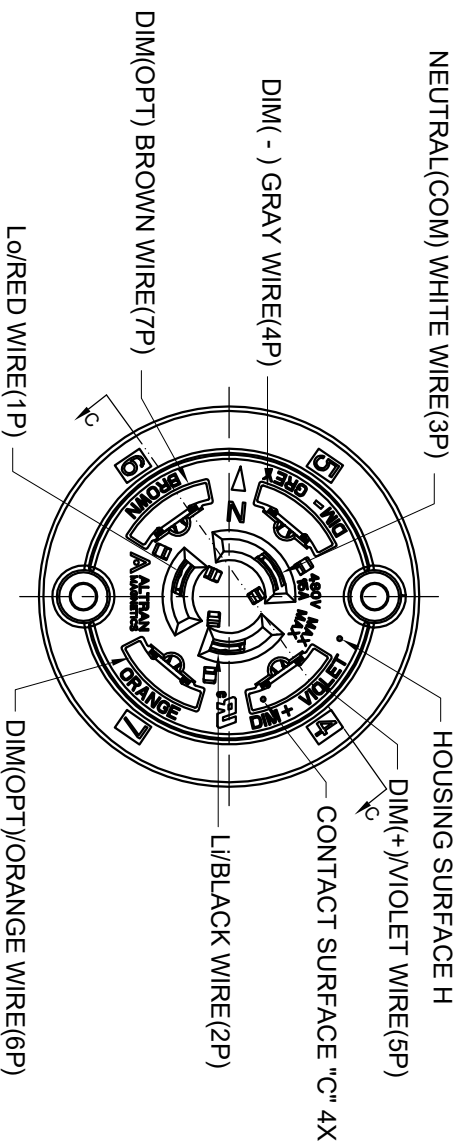 NEUTRAL(COM) WHITE WIRE(3P)
DIM( - ) GRAY WIRE(4P)
DIM(OPT) BROWN WIRE(7P)
Lo/RED WIRE(1P)
HOUSING SURFACE H
DIM(+)/VIOLET WIRE(5P)
CONTACT SURFACE "C" 4X
Li/BLACK WIRE(2P)
DIM(OPT)/ORANGE WIRE(6P)
C
C
5
6
4
7
DIM - GREY
BROWN
N
480V MAX
15A MAX
DIM + VIOLET
ORANGE
ALTRAN
MAGNETICS